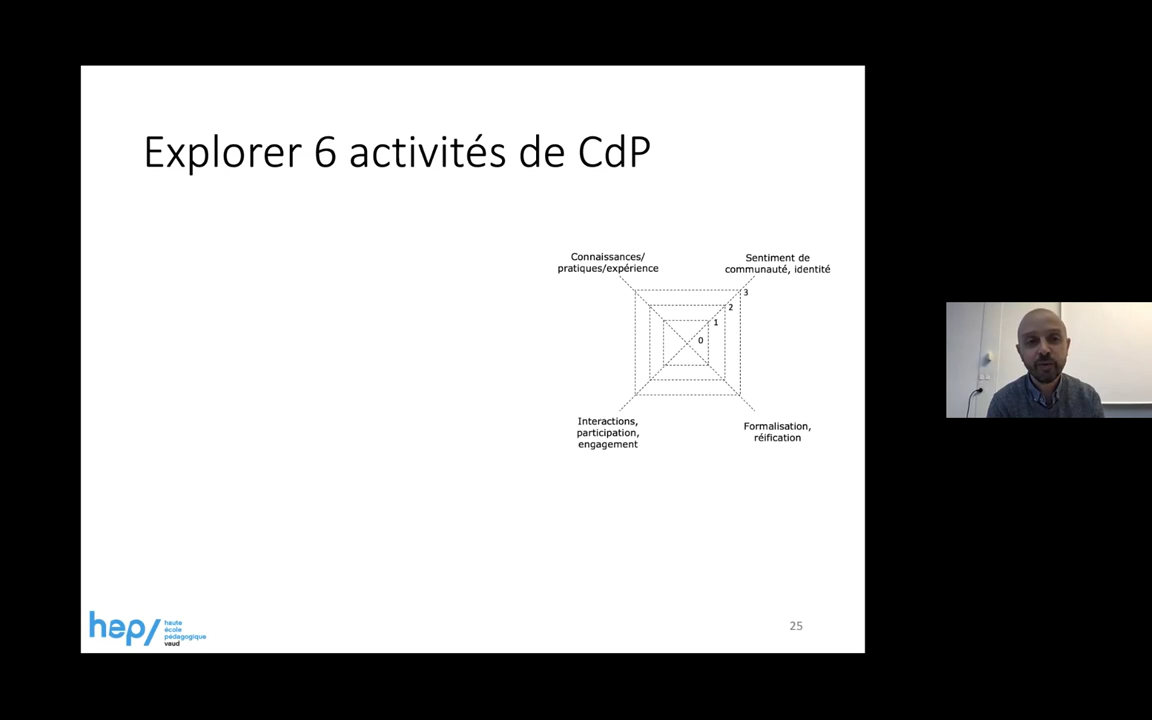 Explorer 6 activités de CdP
Connaissances/
pratiques/expérience
Sentiment de
communauté, identité
3
2
1
0
Interactions,
participation,
engagement
Formalisation,
réification
hep/
haute
école
pédagogique
vaud
25